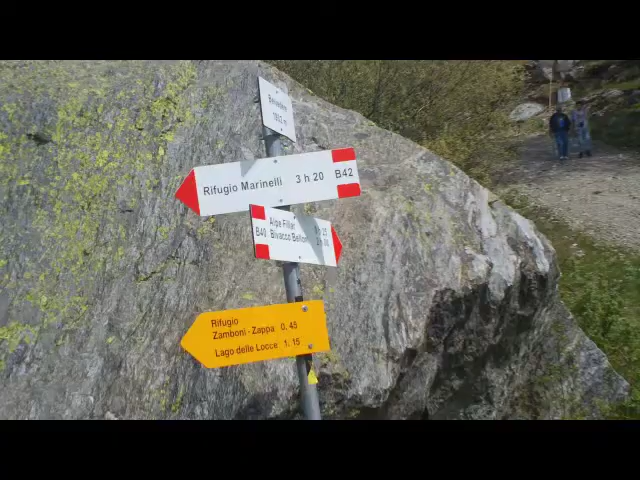 Belvedere
1932 m
Rifugio Marinelli 3 h 20 B42
B40 Alpe Fillar
Bivacco Belloni
Rifugio
Zamboni - Zappa 0. 45
Lago delle Locce 1. 15